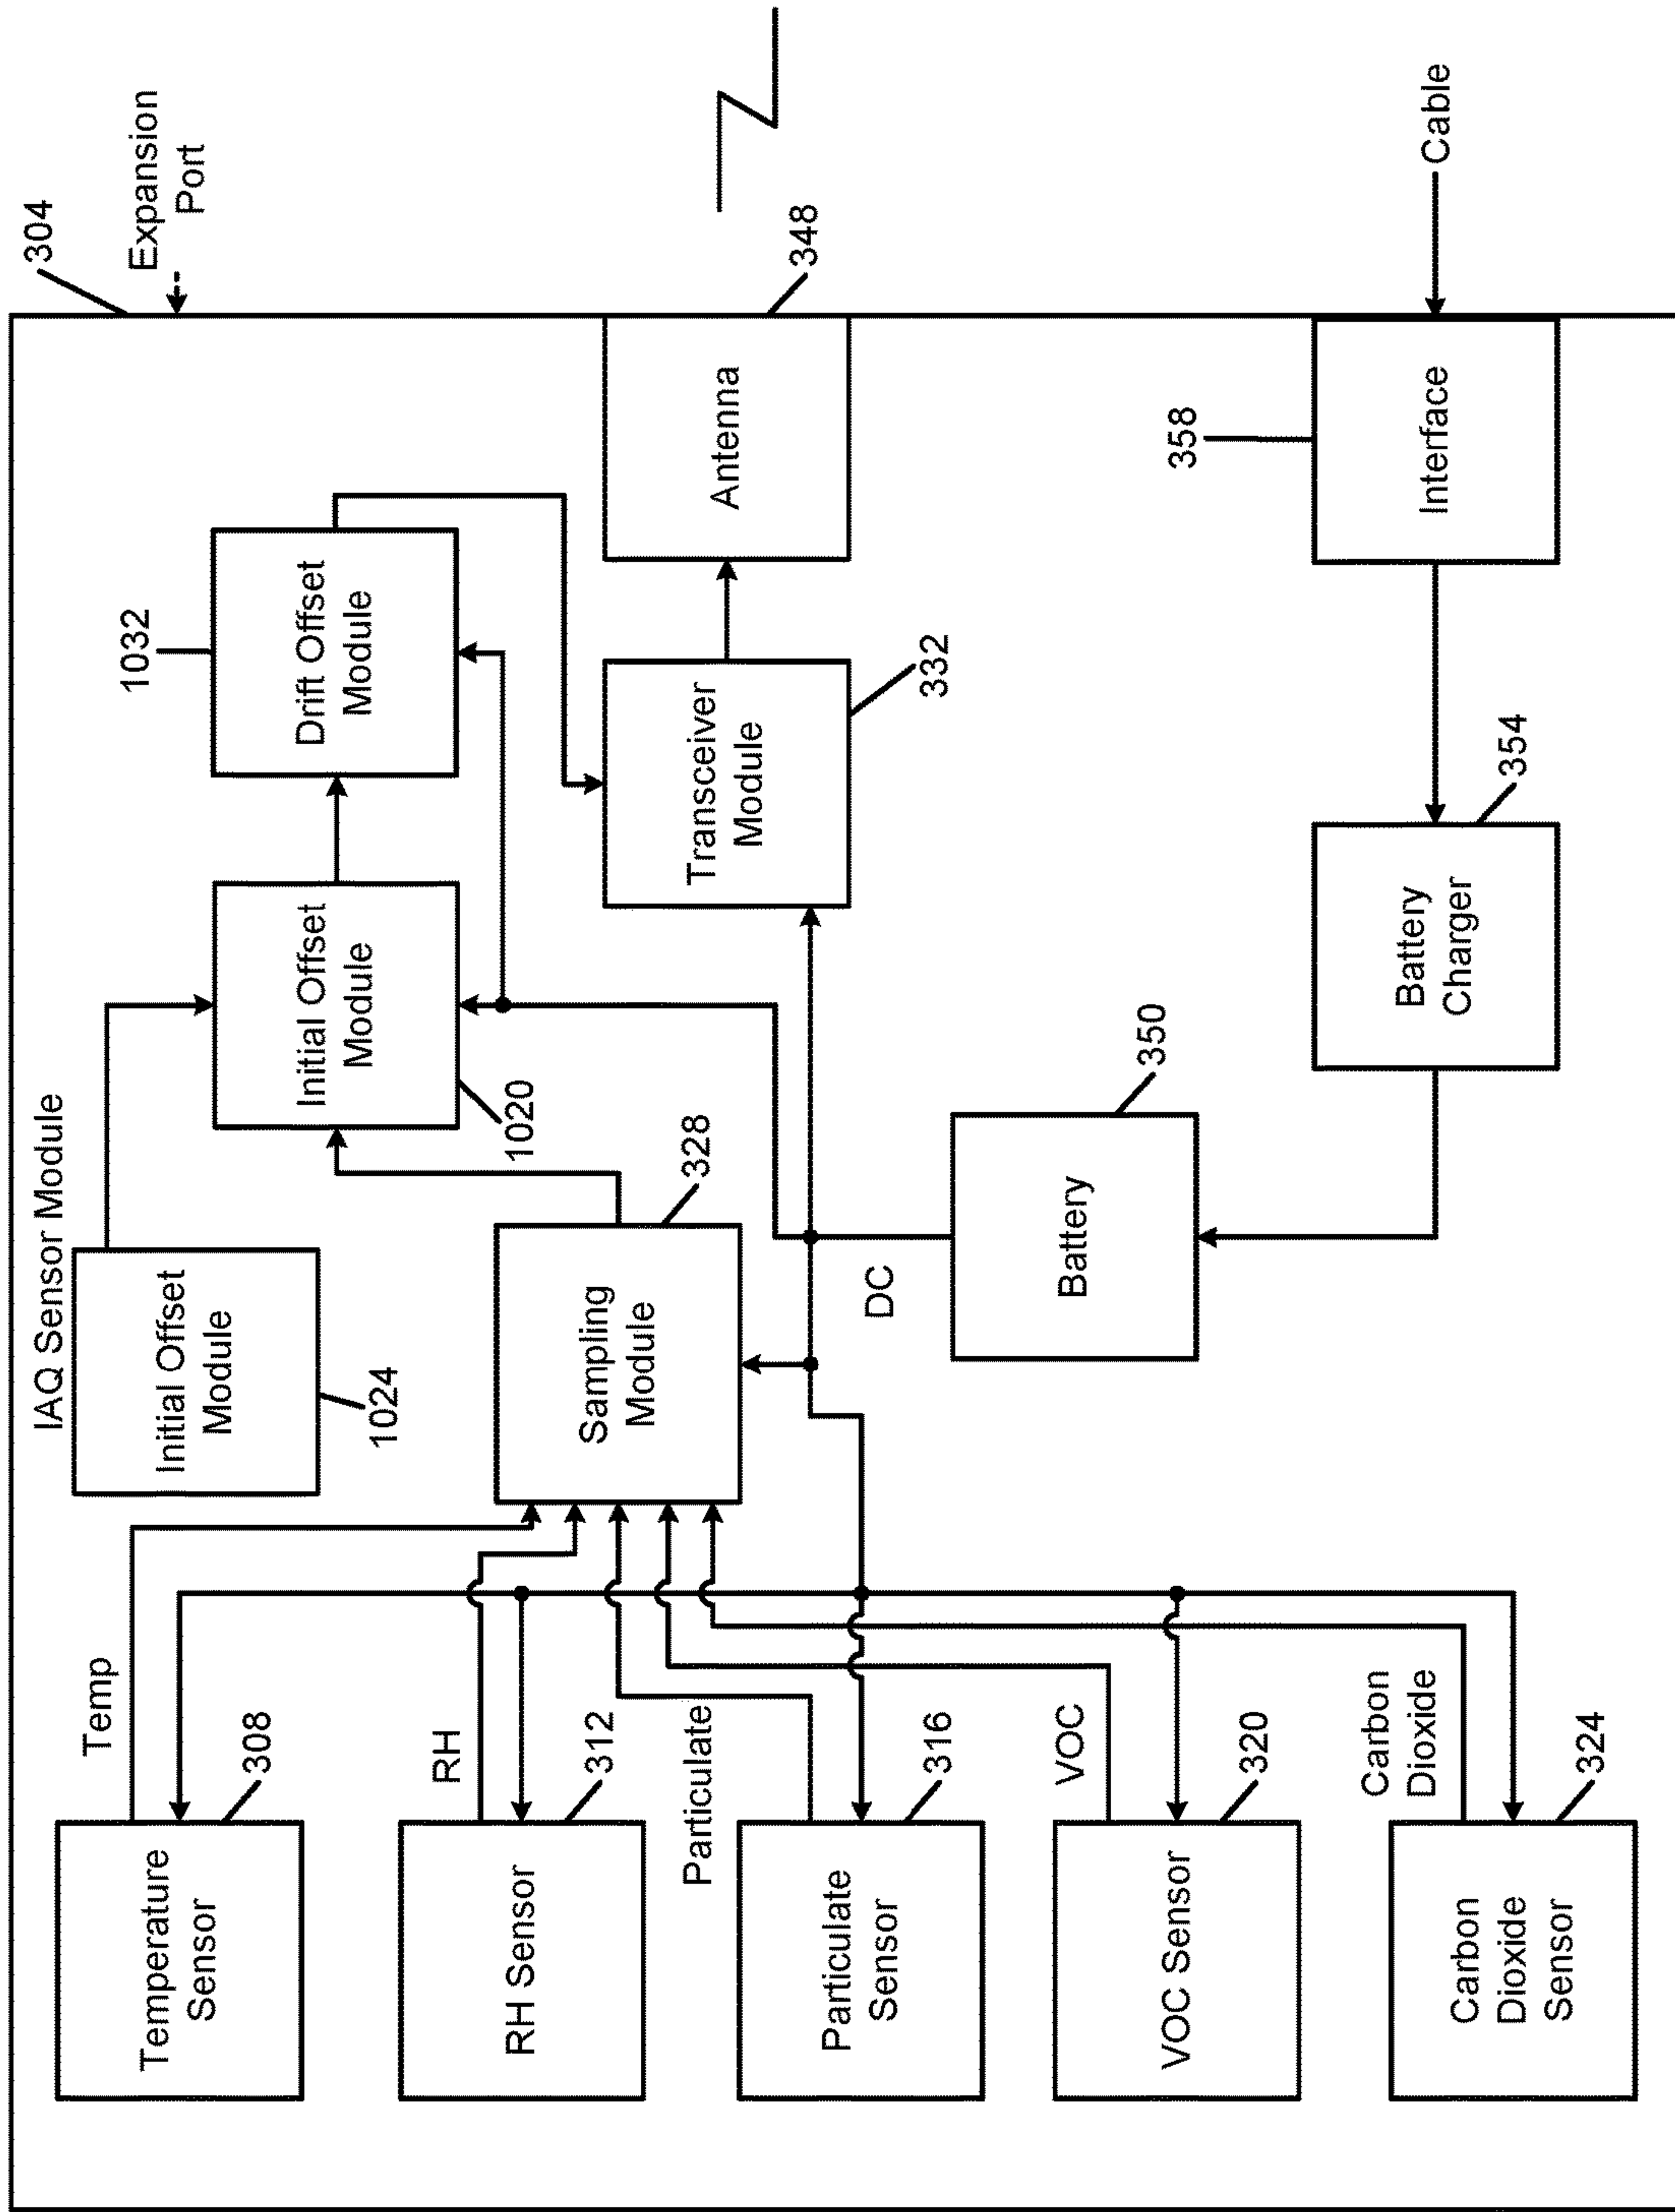 IAQ Sensor Module
304
Expansion
Port
Temperature
Sensor
308
Temp
Initial Offset
Module
1024
Initial Offset
Module
1020
Drift Offset
Module
1032
RH Sensor
312
RH
Sampling
Module
328
Transceiver
Module
332
Antenna
348
Particulate
Sensor
316
Particulate
DC
Battery
350
VOC Sensor
320
VOC
Carbon
Dioxide
Sensor
324
Carbon
Dioxide
Battery
Charger
354
Interface
358
Cable